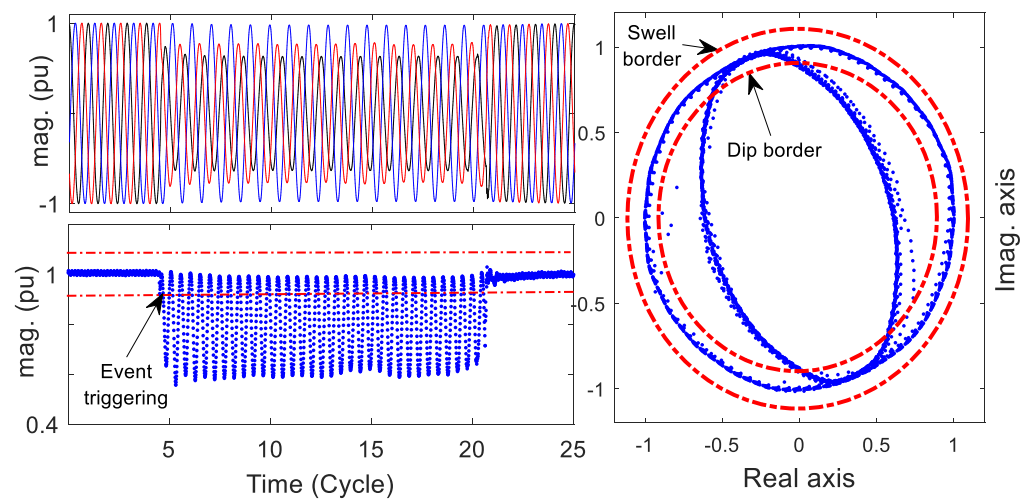 1
-1
mag. (pu)
1
0.4
mag. (pu)
Event
triggering
5
10
15
20
25
Time (Cycle)
Swell
border
Dip border
1
0.5
0
-0.5
-1
-1
-0.5
0
0.5
1
Real axis
Imag. axis